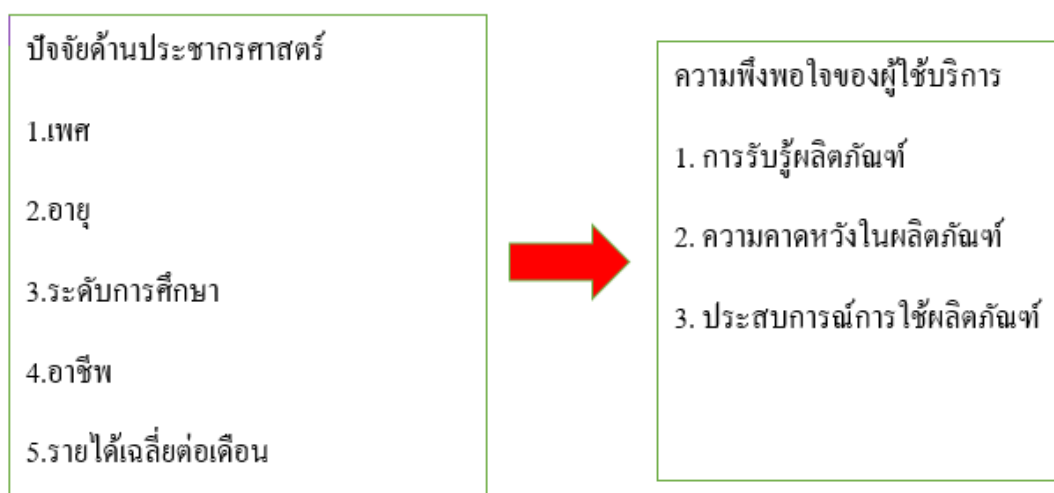 ปัจจัยด้านประชากรศาสตร์
1.เพศ
2.อายุ
3.ระดับการศึกษา
4.อาชีพ
5.รายได้เฉลี่ยต่อเดือน
ความพึงพอใจของผู้ใช้บริการ
1. การรับรู้ผลิตภัณฑ์
2. ความคาดหวังในผลิตภัณฑ์
3. ประสบการณ์การใช้ผลิตภัณฑ์